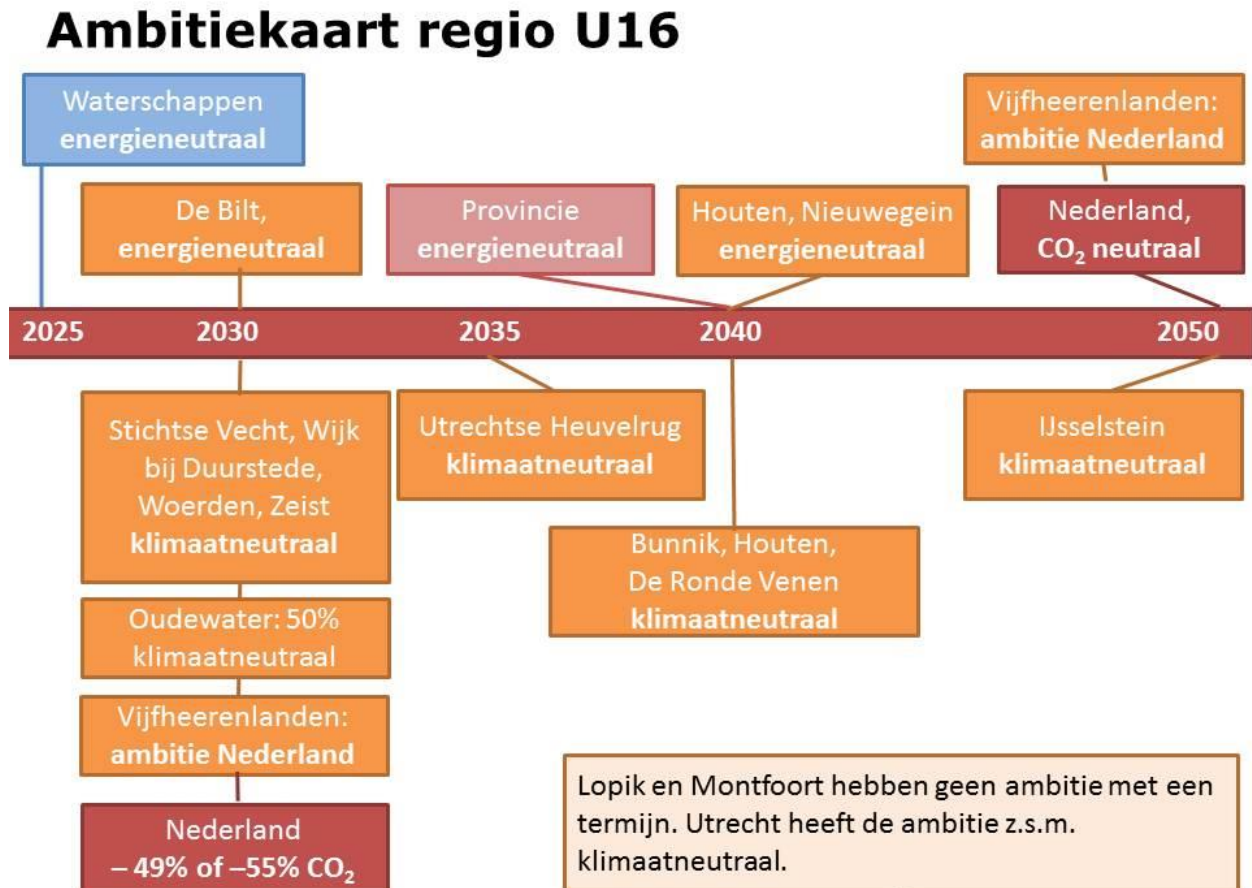 Ambitiekaart regio U16
Waterschappen
energieneutraal
Vijfheerenlanden:
ambitie Nederland
De Bilt,
energieneutraal
Provincie
energieneutraal
Houten, Nieuwegein
energieneutraal
Nederland,
CO₂ neutraal
2025 2030 2035 2040 2050
Stichtse Vecht, Wijk
bij Duurstede,
Woerden, Zeist
klimaatneutraal
Utrechtse Heuvelrug
klimaatneutraal
IJsselstein
klimaatneutraal
Bunnik, Houten,
De Ronde Venen
klimaatneutraal
Oudewater: 50%
klimaatneutraal
Vijfheerenlanden:
ambitie Nederland
Nederland
– 49% of –55% CO₂
Lopik en Montfoort hebben geen ambitie met een
termijn. Utrecht heeft de ambitie z.s.m.
klimaatneutraal.